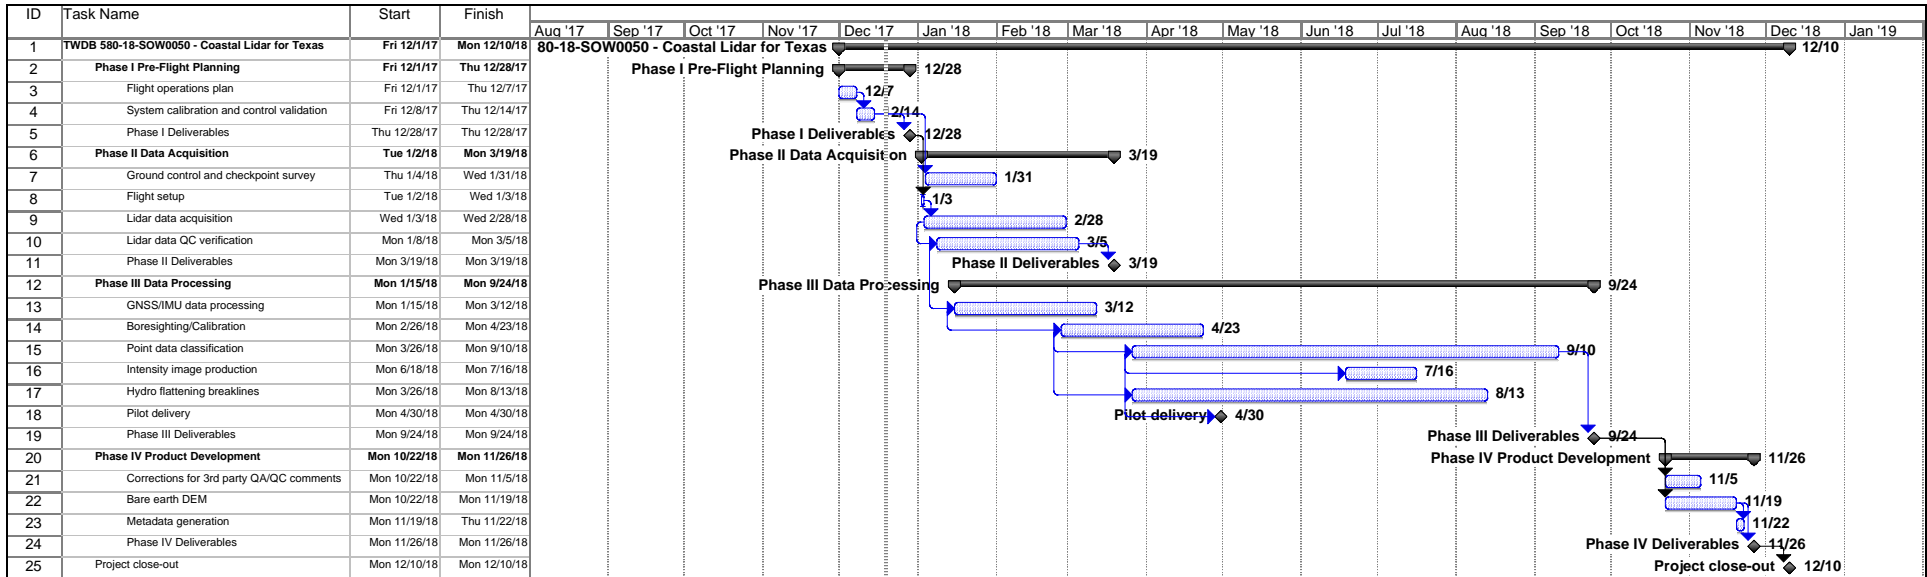 ID Task Name Start Finish
Aug '17 Sep '17 Oct '17 Nov '17 Dec '17 Jan '18 Feb '18 Mar '18 Apr '18 May '18 Jun '18 Jul '18 Aug '18 Sep '18 Oct '18 Nov '18 Dec '18 Jan '19
1 TWDB 580-18-SOW0050 - Coastal Lidar for Texas Fri 12/1/17 Mon 12/10/18 80-18-SOW0050 - Coastal Lidar for Texas 12/10
2 Phase I Pre-Flight Planning Fri 12/1/17 Thu 12/28/17 Phase I Pre-Flight Planning 12/28
3 Flight operations plan Fri 12/1/17 Thu 12/7/17 12/7
4 System calibration and control validation Fri 12/8/17 Thu 12/14/17 2/14
5 Phase I Deliverables Thu 12/28/17 Thu 12/28/17 Phase I Deliverables 12/28
6 Phase II Data Acquisition Tue 1/2/18 Mon 3/19/18 Phase II Data Acquisition 3/19
7 Ground control and checkpoint survey Thu 1/4/18 Wed 1/31/18 1/31
8 Flight setup Tue 1/2/18 Wed 1/3/18 1/3
9 Lidar data acquisition Wed 1/3/18 Wed 2/28/18 2/28
10 Lidar data QC verification Mon 1/8/18 Mon 3/5/18 3/5
11 Phase II Deliverables Mon 3/19/18 Mon 3/19/18 Phase II Deliverables 3/19
12 Phase III Data Processing Mon 1/15/18 Mon 9/24/18 Phase III Data Processing 9/24
13 GNSS/IMU data processing Mon 1/15/18 Mon 3/12/18 3/12
14 Boresighting/Calibration Mon 2/26/18 Mon 4/23/18 4/23
15 Point data classification Mon 3/26/18 Mon 9/10/18 9/10
16 Intensity image production Mon 6/18/18 Mon 7/16/18 7/16
17 Hydro flattening breaklines Mon 3/26/18 Mon 8/13/18 8/13
18 Pilot delivery Mon 4/30/18 Mon 4/30/18 Pilot delivery 4/30
19 Phase III Deliverables Mon 9/24/18 Mon 9/24/18 Phase III Deliverables 9/24
20 Phase IV Product Development Mon 10/22/18 Mon 11/26/18 Phase IV Product Development 11/26
21 Corrections for 3rd party QA/QC comments Mon 10/22/18 Mon 11/5/18 11/5
22 Bare earth DEM Mon 10/22/18 Mon 11/19/18 11/19
23 Metadata generation Mon 11/19/18 Thu 11/22/18 11/22
24 Phase IV Deliverables Mon 11/26/18 Mon 11/26/18 Phase IV Deliverables 11/26
25 Project close-out Mon 12/10/18 Mon 12/10/18 Project close-out 12/10